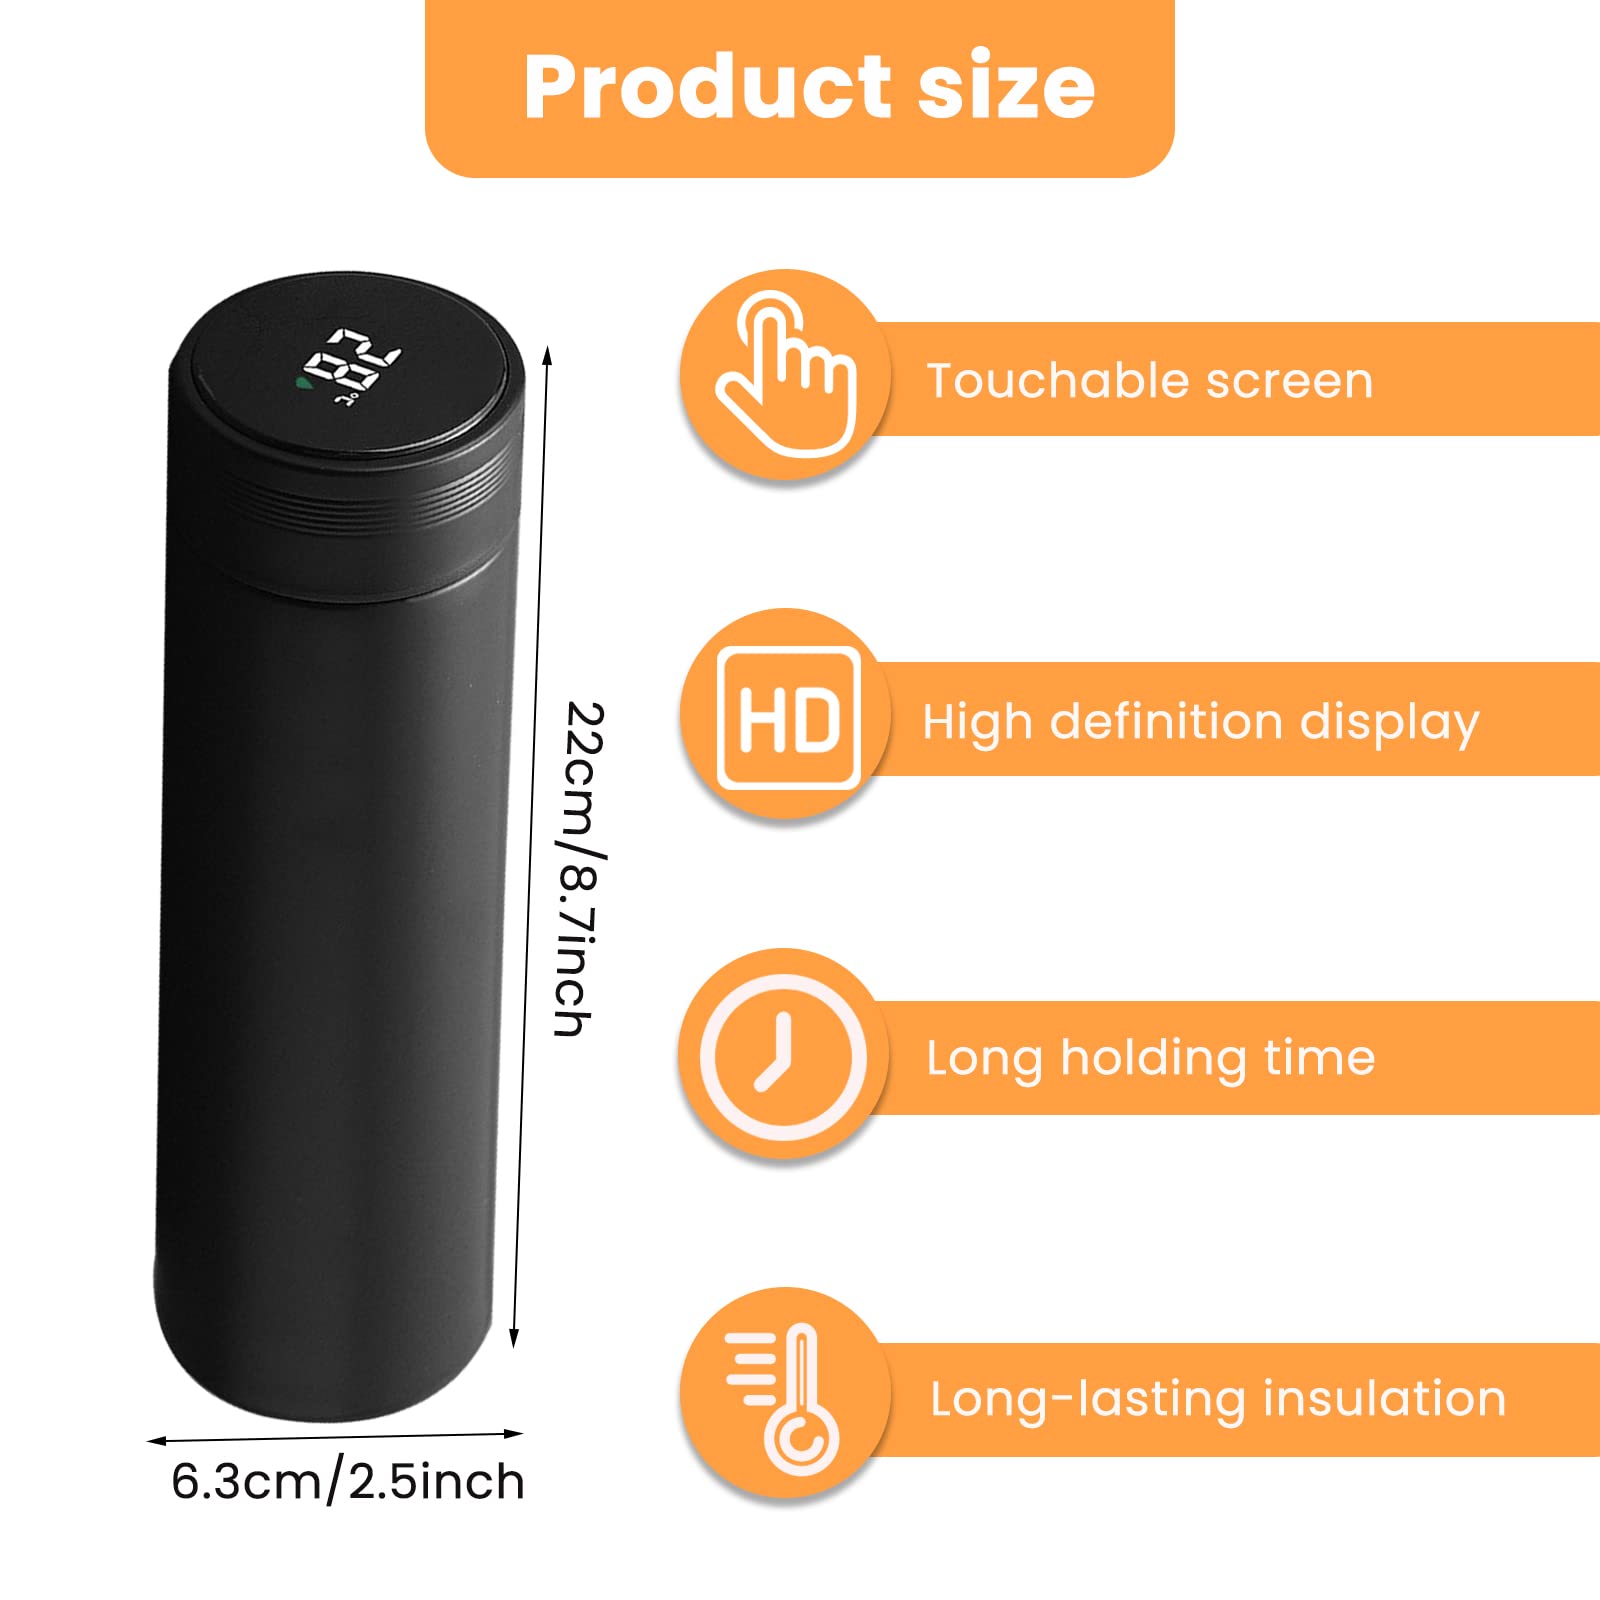 Product size
28
°C
Touchable screen
HD
High definition display
22cm/8.7inch
Long holding time
Long-lasting insulation
6.3cm/2.5inch